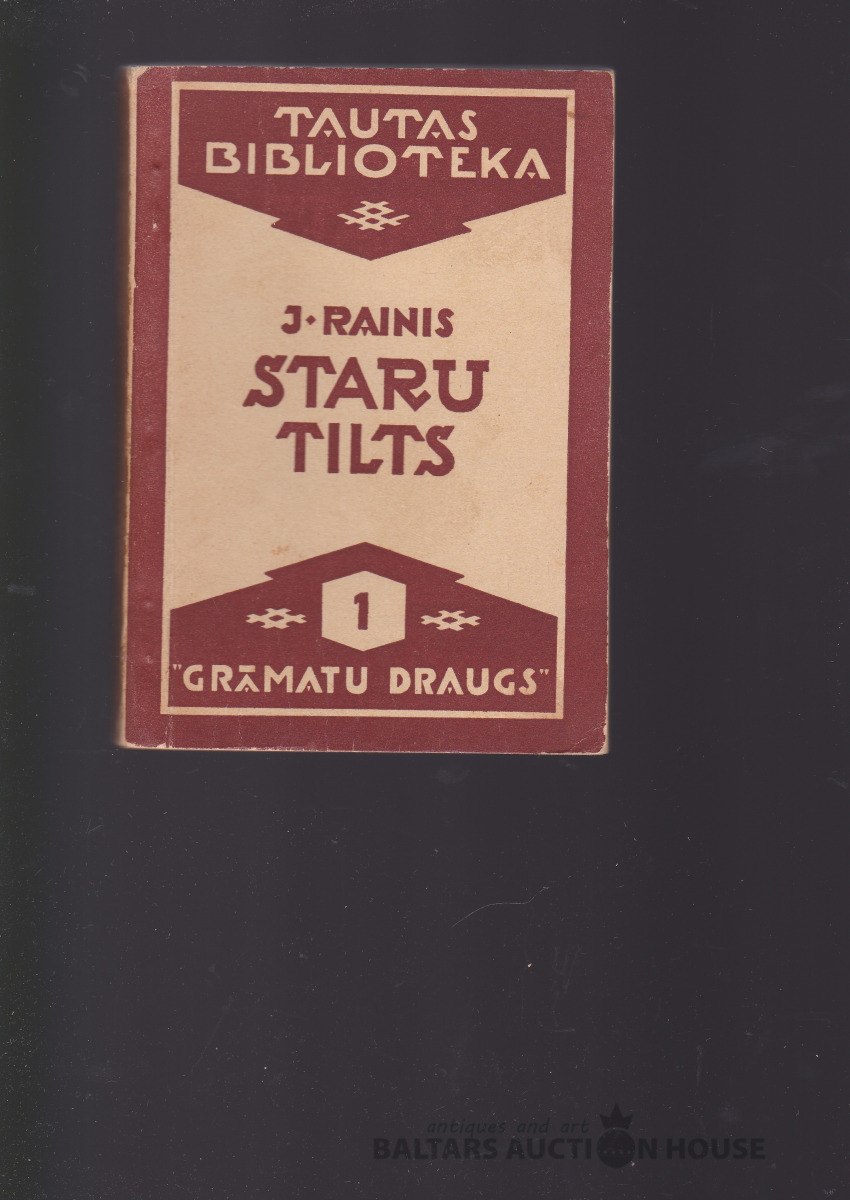 TAUTAS
BIBLIOTEKA
J·RAINIS
STARU
TILTS
1
"GRĀMATU DRAUGS"
antiques and art
BALTARS AUCTION HOUSE